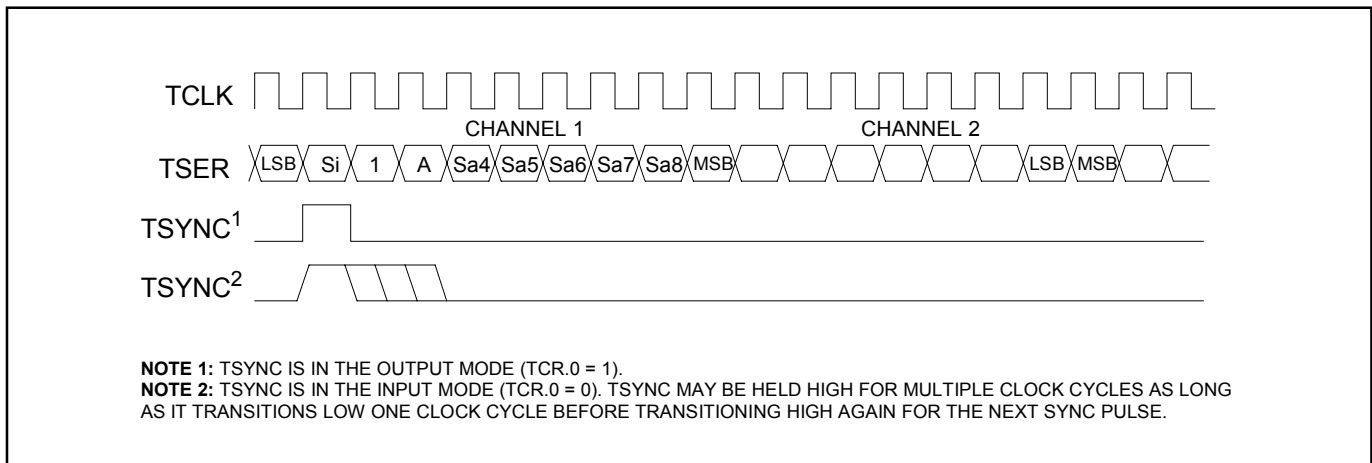 TCLK
CHANNEL 1 CHANNEL 2
TSER LSB Si 1 A Sa4 Sa5 Sa6 Sa7 Sa8 MSB LSB MSB
TSYNC1
TSYNC2
NOTE 1: TSYNC IS IN THE OUTPUT MODE (TCR.0 = 1).
NOTE 2: TSYNC IS IN THE INPUT MODE (TCR.0 = 0). TSYNC MAY BE HELD HIGH FOR MULTIPLE CLOCK CYCLES AS LONG
AS IT TRANSITIONS LOW ONE CLOCK CYCLE BEFORE TRANSITIONING HIGH AGAIN FOR THE NEXT SYNC PULSE.